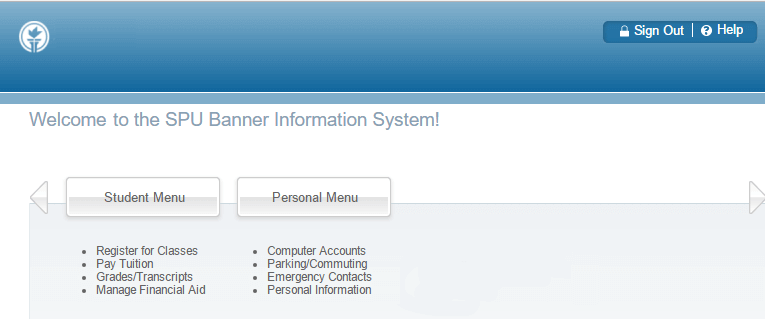 Sign Out | Help
Welcome to the SPU Banner Information System!
Student Menu
Personal Menu
• Register for Classes
• Pay Tuition
• Grades/Transcripts
• Manage Financial Aid
• Computer Accounts
• Parking/Commuting
• Emergency Contacts
• Personal Information